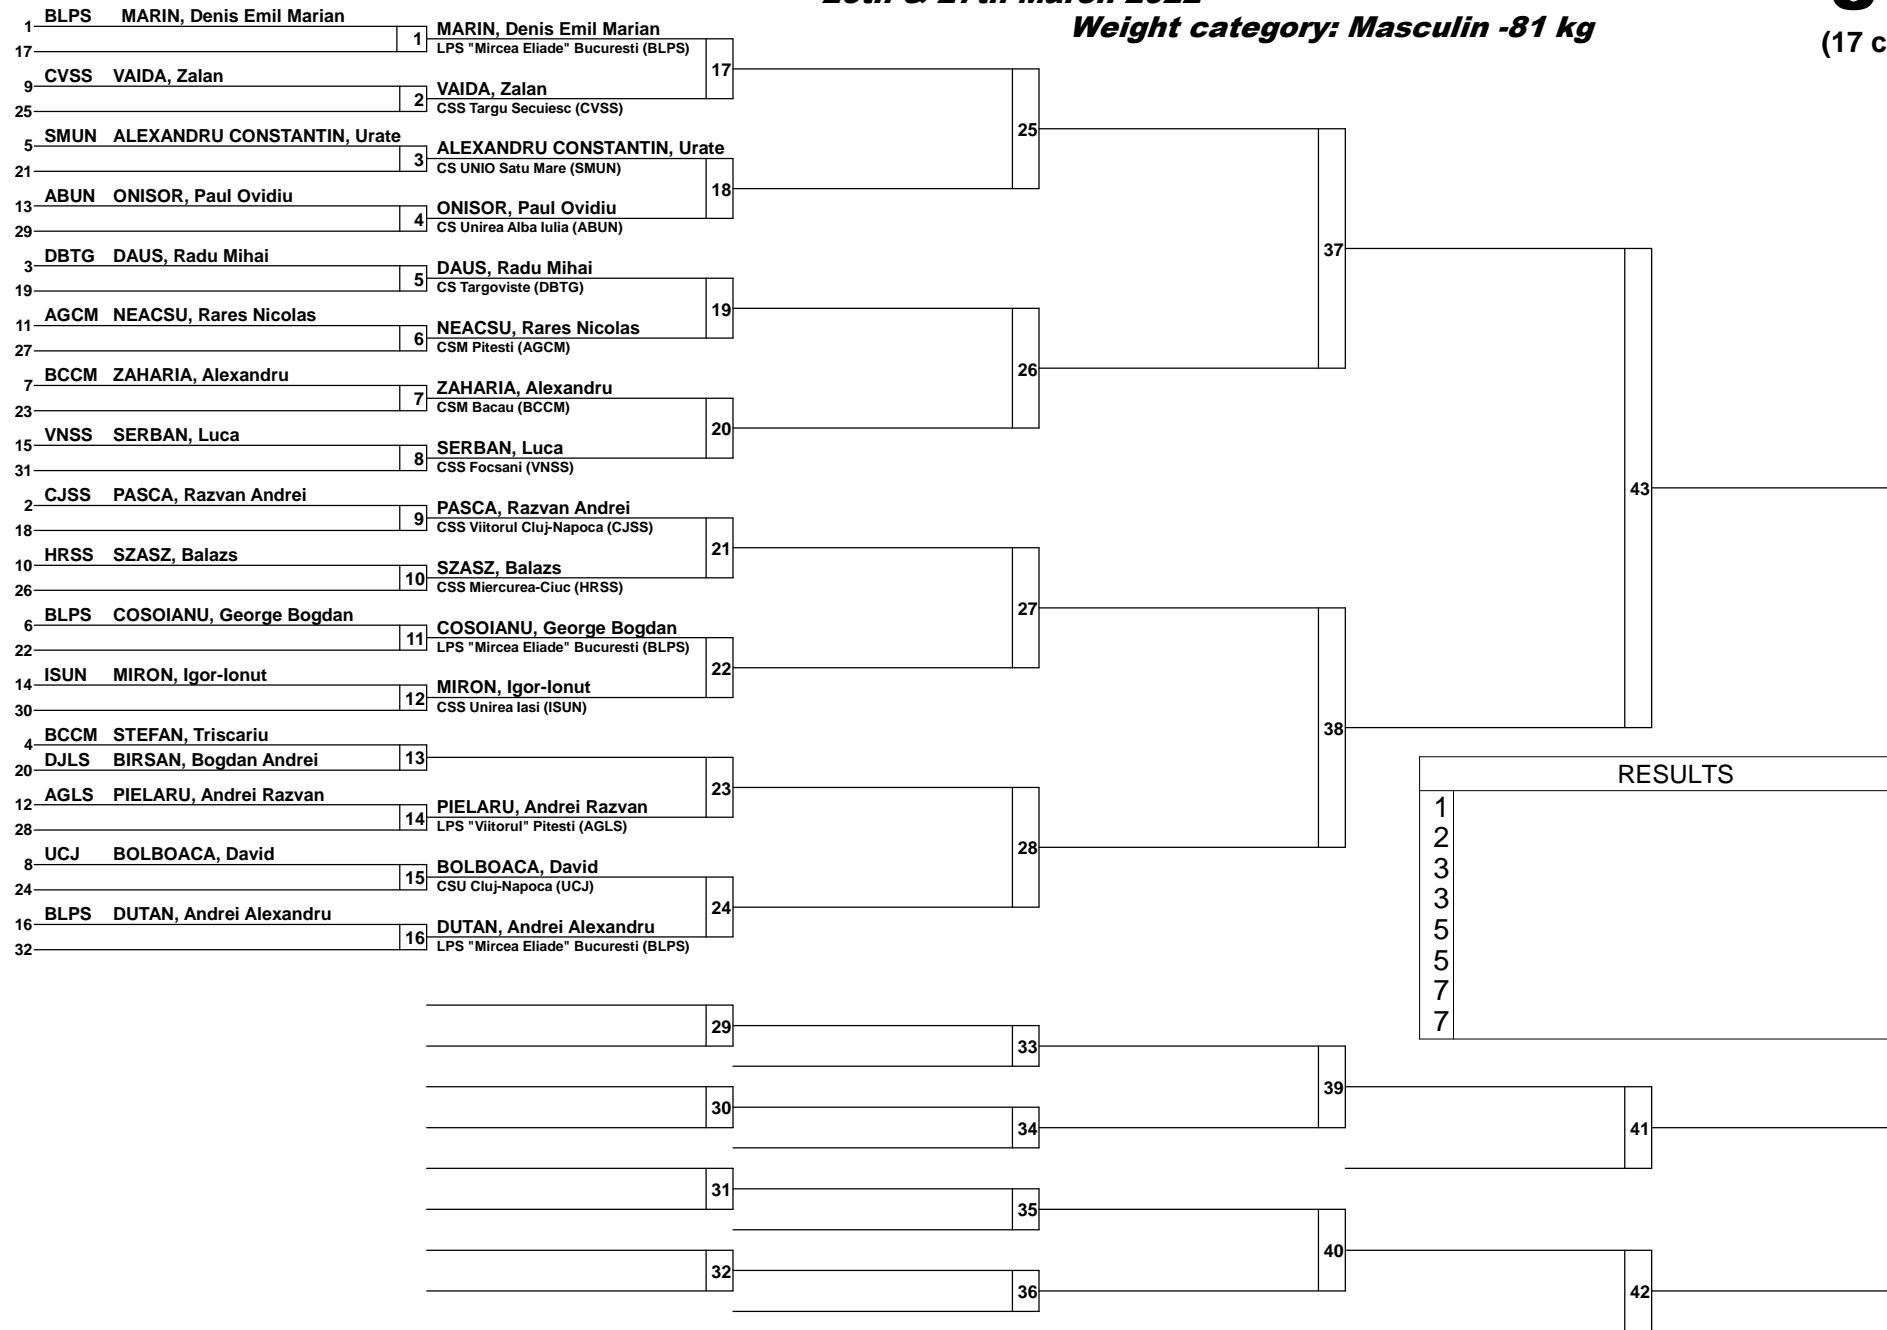 Weight category: Masculin -81 kg
(17 c
1 BLPS MARIN, Denis Emil Marian
17
1 MARIN, Denis Emil Marian
LPS "Mircea Eliade" Bucuresti (BLPS)
17
9 CVSS VAIDA, Zalan
25
2 VAIDA, Zalan
CSS Targu Secuiesc (CVSS)
25
5 SMUN ALEXANDRU CONSTANTIN, Urate
21
3 ALEXANDRU CONSTANTIN, Urate
CS UNIO Satu Mare (SMUN)
18
13 ABUN ONISOR, Paul Ovidiu
29
4 ONISOR, Paul Ovidiu
CS Unirea Alba Iulia (ABUN)
37
3 DBTG DAUS, Radu Mihai
19
5 DAUS, Radu Mihai
CS Targoviste (DBTG)
19
11 AGCM NEACSU, Rares Nicolas
27
6 NEACSU, Rares Nicolas
CSM Pitesti (AGCM)
26
7 BCCM ZAHARIA, Alexandru
23
7 ZAHARIA, Alexandru
CSM Bacau (BCCM)
20
15 VNSS SERBAN, Luca
31
8 SERBAN, Luca
CSS Focsani (VNSS)
43
2 CJSS PASCA, Razvan Andrei
18
9 PASCA, Razvan Andrei
CSS Viitorul Cluj-Napoca (CJSS)
21
10 HRSS SZASZ, Balazs
26
10 SZASZ, Balazs
CSS Miercurea-Ciuc (HRSS)
27
6 BLPS COSOIANU, George Bogdan
22
11 COSOIANU, George Bogdan
LPS "Mircea Eliade" Bucuresti (BLPS)
22
14 ISUN MIRON, Igor-Ionut
30
12 MIRON, Igor-Ionut
CSS Unirea Iasi (ISUN)
38
4 BCCM STEFAN, Triscariu
20 DJLS BIRSAN, Bogdan Andrei
13
23
12 AGLS PIELARU, Andrei Razvan
28
14 PIELARU, Andrei Razvan
LPS "Viitorul" Pitesti (AGLS)
28
8 UCJ BOLBOACA, David
24
15 BOLBOACA, David
CSU Cluj-Napoca (UCJ)
24
16 BLPS DUTAN, Andrei Alexandru
32
16 DUTAN, Andrei Alexandru
LPS "Mircea Eliade" Bucuresti (BLPS)
RESULTS
1
2
3
3
5
5
7
7
29
33
39
30
34
41
31
35
40
32
36
42